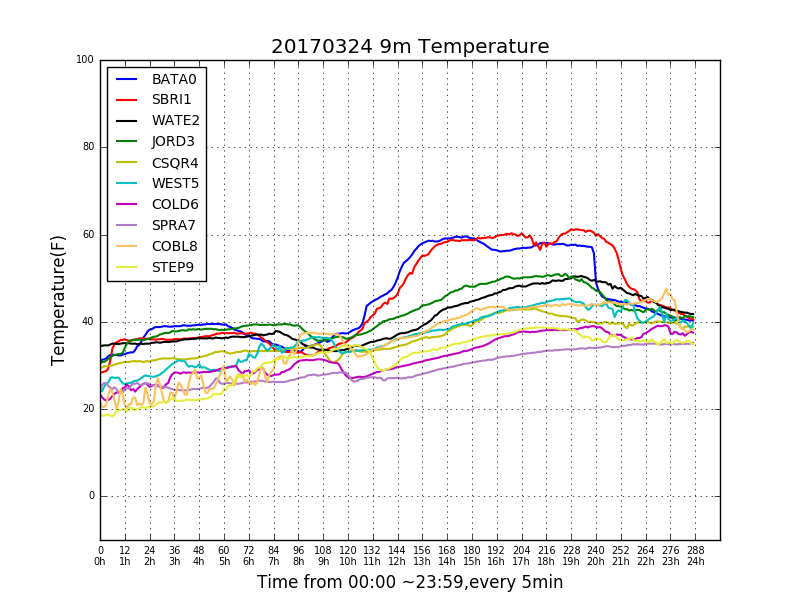 20170324 9m Temperature
100
80
60
40
20
0
Temperature(F)
BATA0
SBRI1
WATE2
JORD3
CSQR4
WEST5
COLD6
SPRA7
COBL8
STEP9
0 12 24 36 48 60 72 84 96 108 120 132 144 156 168 180 192 204 216 228 240 252 264 276 288
0h 1h 2h 3h 4h 5h 6h 7h 8h 9h 10h 11h 12h 13h 14h 15h 16h 17h 18h 19h 20h 21h 22h 23h 24h
Time from 00:00 ~23:59,every 5min